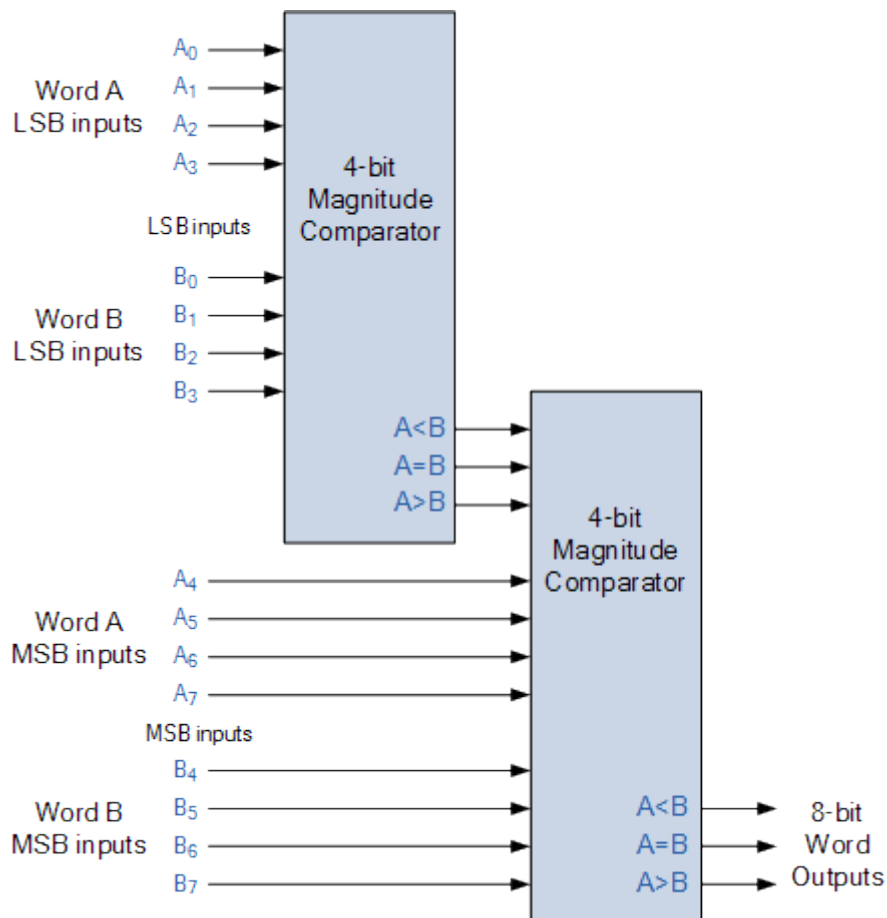 A₀
Word A
LSB inputs
A₁
A₂
A₃
4-bit
Magnitude
Comparator
LSB inputs
B₀
Word B
LSB inputs
B₁
B₂
B₃
A<B
A=B
A>B
4-bit
Magnitude
Comparator
A₄
Word A
MSB inputs
A₅
A₆
A₇
MSB inputs
B₄
Word B
MSB inputs
B₅
B₆
B₇
A<B
A=B
A>B
8-bit
Word
Outputs